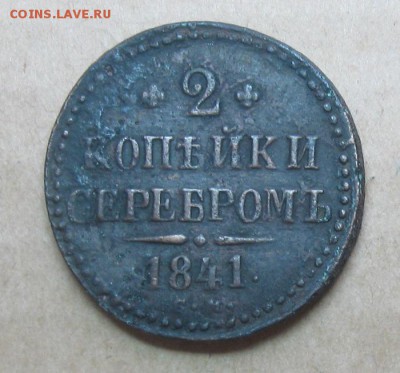 COINS.LAVE.RU
2
КОПѢЙКИ
СЕРЕБРОМЪ
1841.